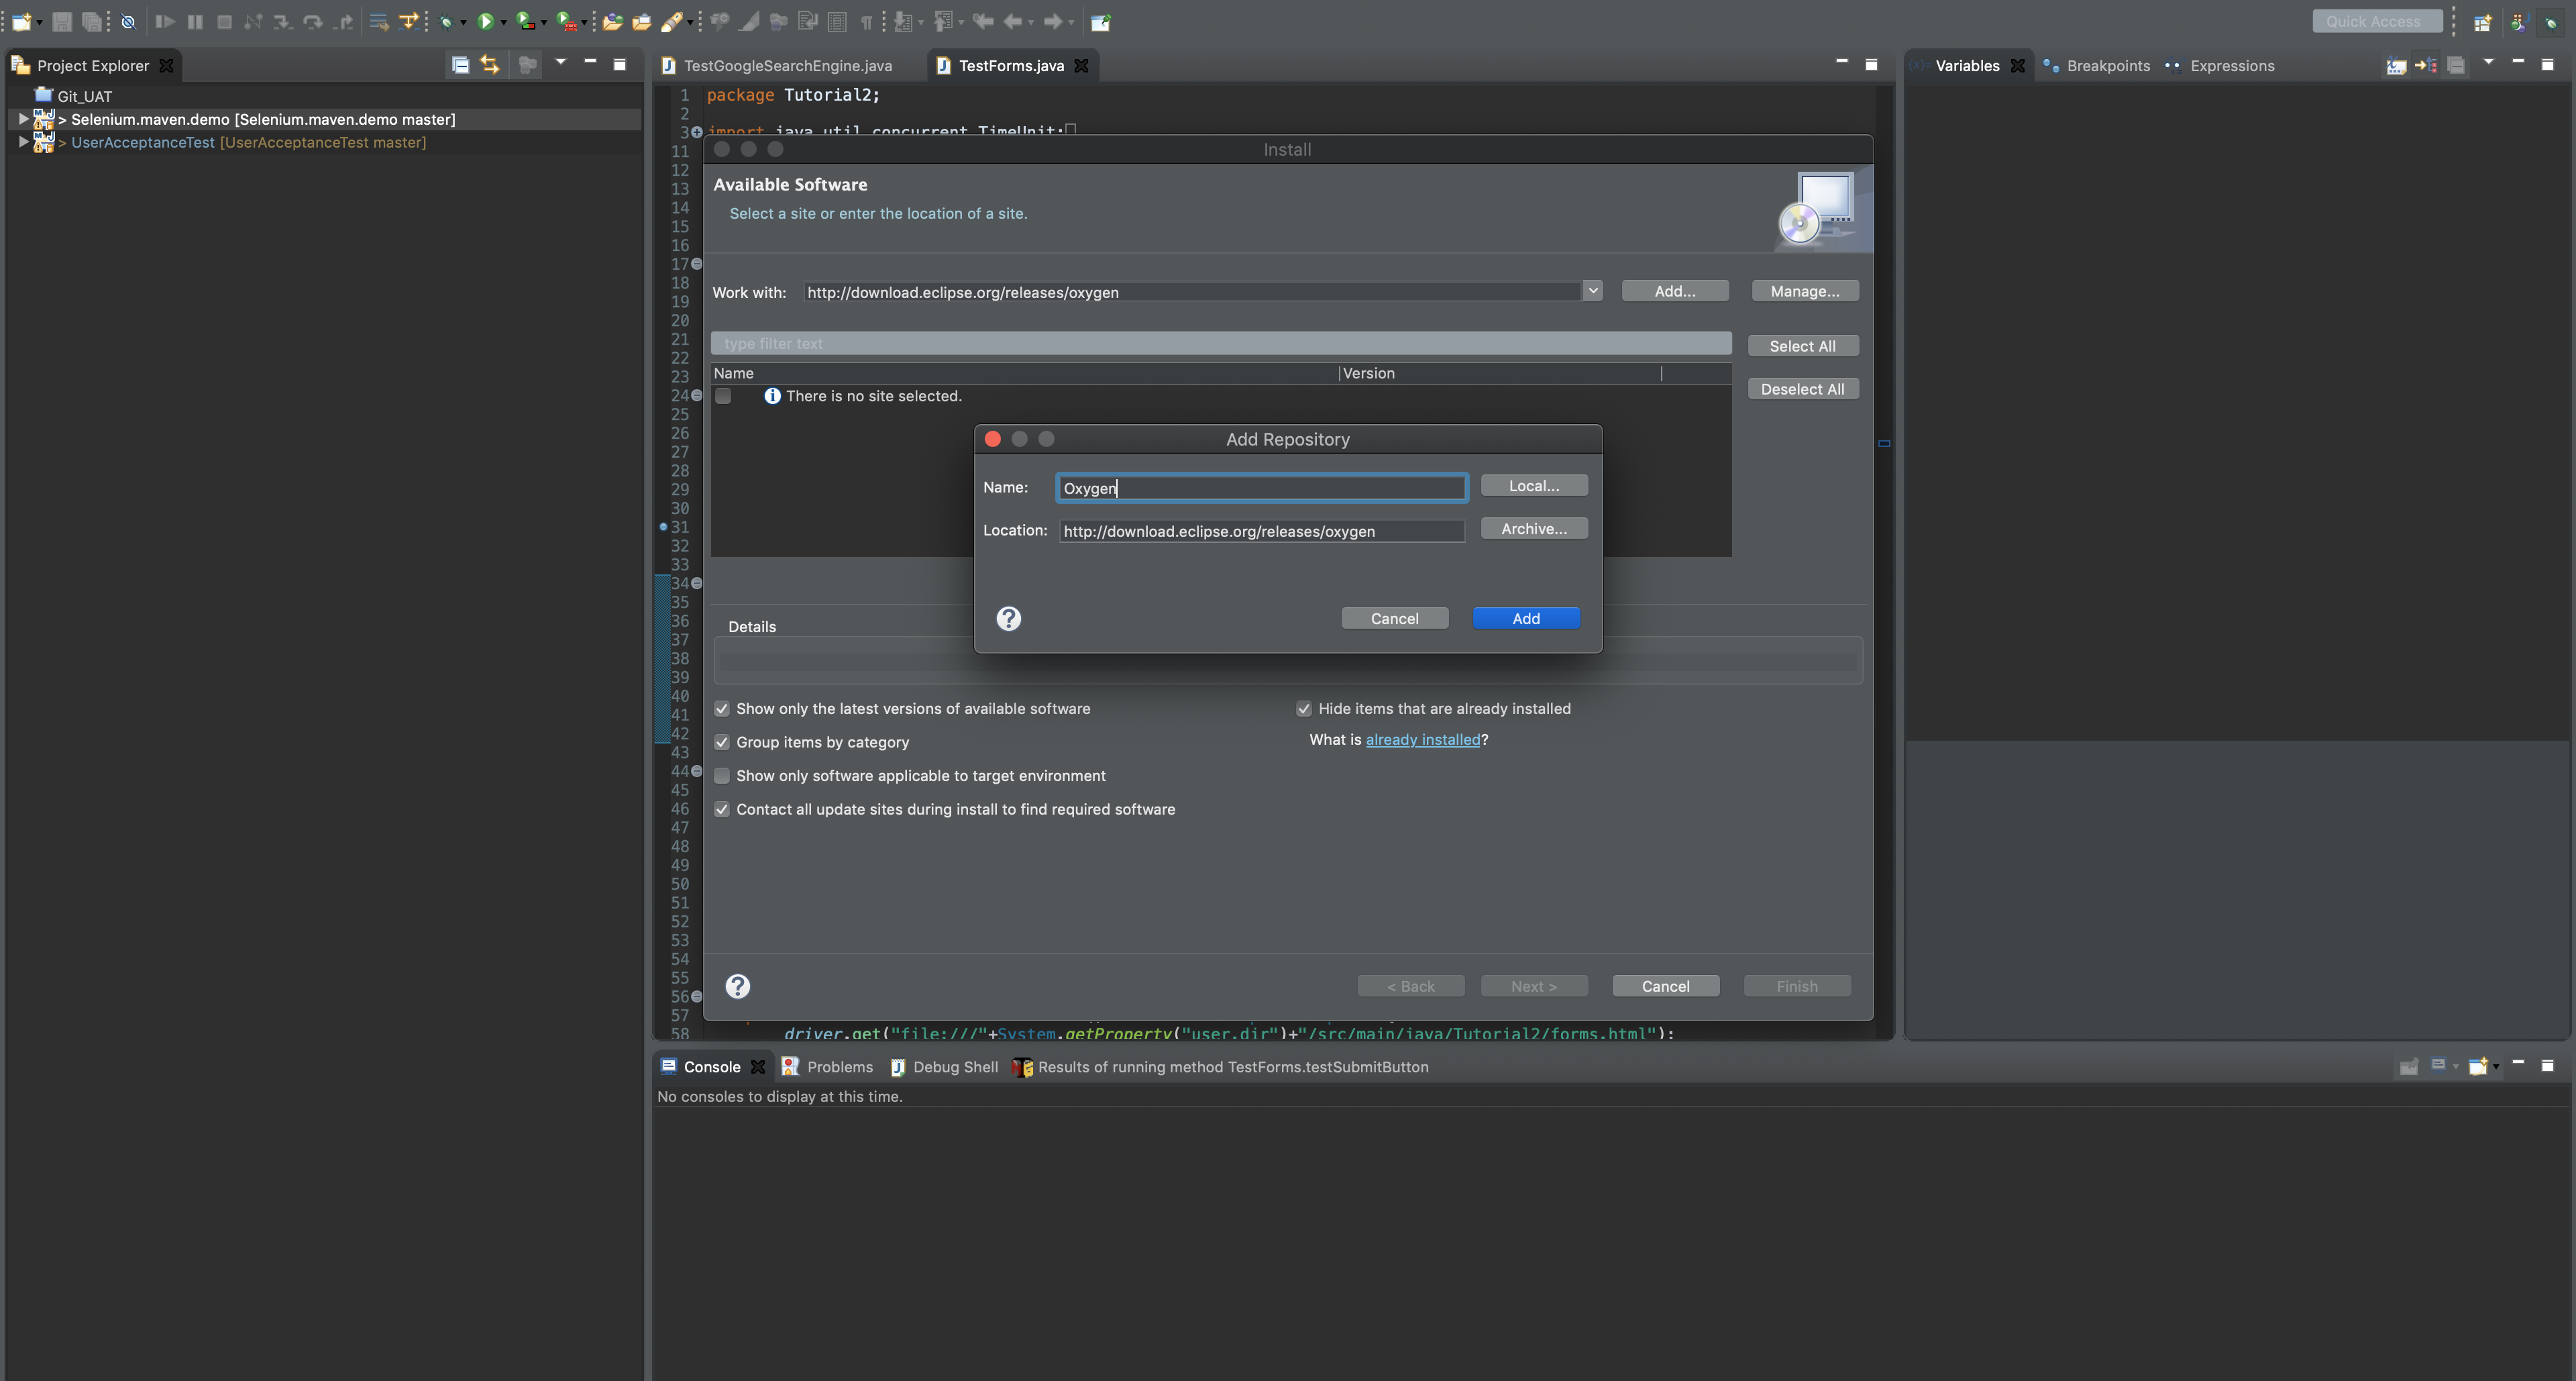 Quick Access
Project Explorer
Git_UAT
> Selenium.maven.demo [Selenium.maven.demo master]
> UserAcceptanceTest [UserAcceptanceTest master]
TestGoogleSearchEngine.java
TestForms.java
1 package Tutorial2;
2
3 import java.util.concurrent.TimeUnit;
11
12
13
14
15
16
17
18
19
20
21
22
23
24
25
26
27
28
29
30
31
32
33
34
35
36
37
38
39
40
41
42
43
44
45
46
47
48
49
50
51
52
53
54
55
56
57
58 driver.get("file:///"+System.getProperty("user.dir")+"/src/main/java/Tutorial2/forms.html");
Install
Available Software
Select a site or enter the location of a site.
Work with: http://download.eclipse.org/releases/oxygen
Add...
Manage...
type filter text
Select All
Deselect All
Name
Version
There is no site selected.
Add Repository
Name: Oxygen
Local...
Location: http://download.eclipse.org/releases/oxygen
Archive...
Cancel
Add
Details
Show only the latest versions of available software
Hide items that are already installed
Group items by category
What is already installed?
Show only software applicable to target environment
Contact all update sites during install to find required software
< Back
Next >
Cancel
Finish
Variables
Breakpoints
Expressions
Console
Problems
Debug Shell
Results of running method TestForms.testSubmitButton
No consoles to display at this time.